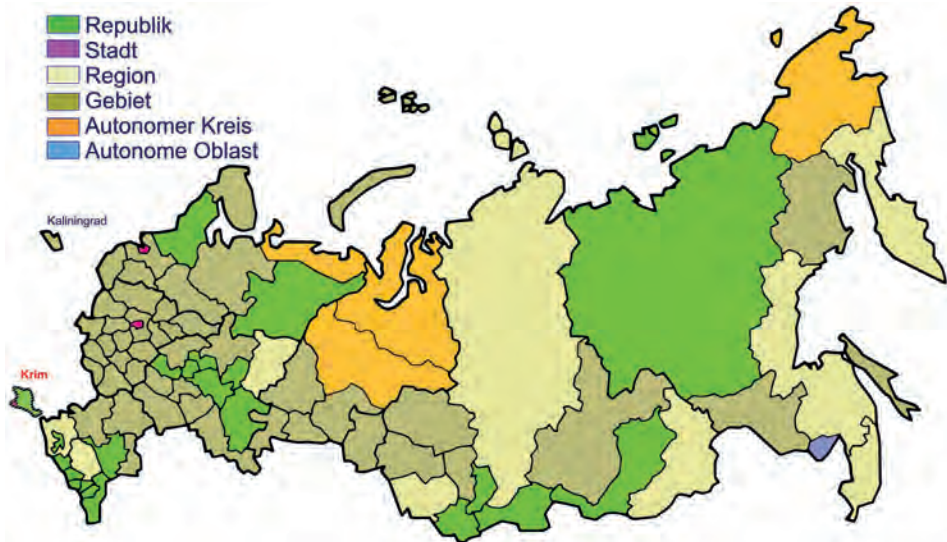 Republik
Stadt
Region
Gebiet
Autonomer Kreis
Autonome Oblast
Kaliningrad
Krim